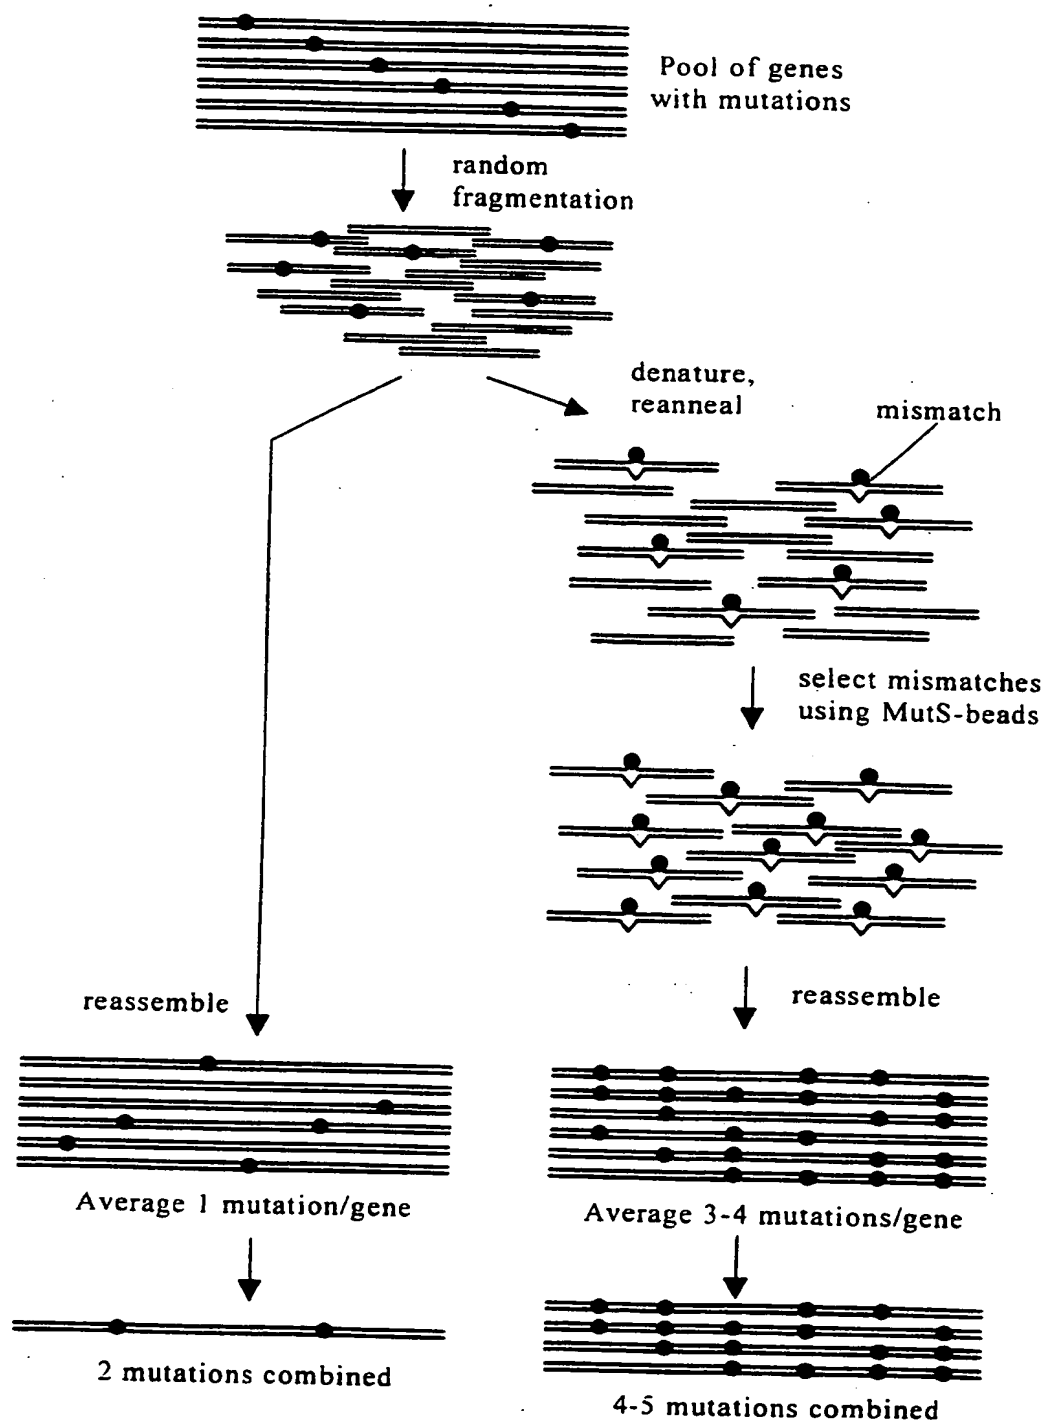 Pool of genes
with mutations
random
fragmentation
denature,
reanneal
mismatch
select mismatches
using MutS-beads
reassemble
reassemble
Average 1 mutation/gene
Average 3-4 mutations/gene
2 mutations combined
4-5 mutations combined